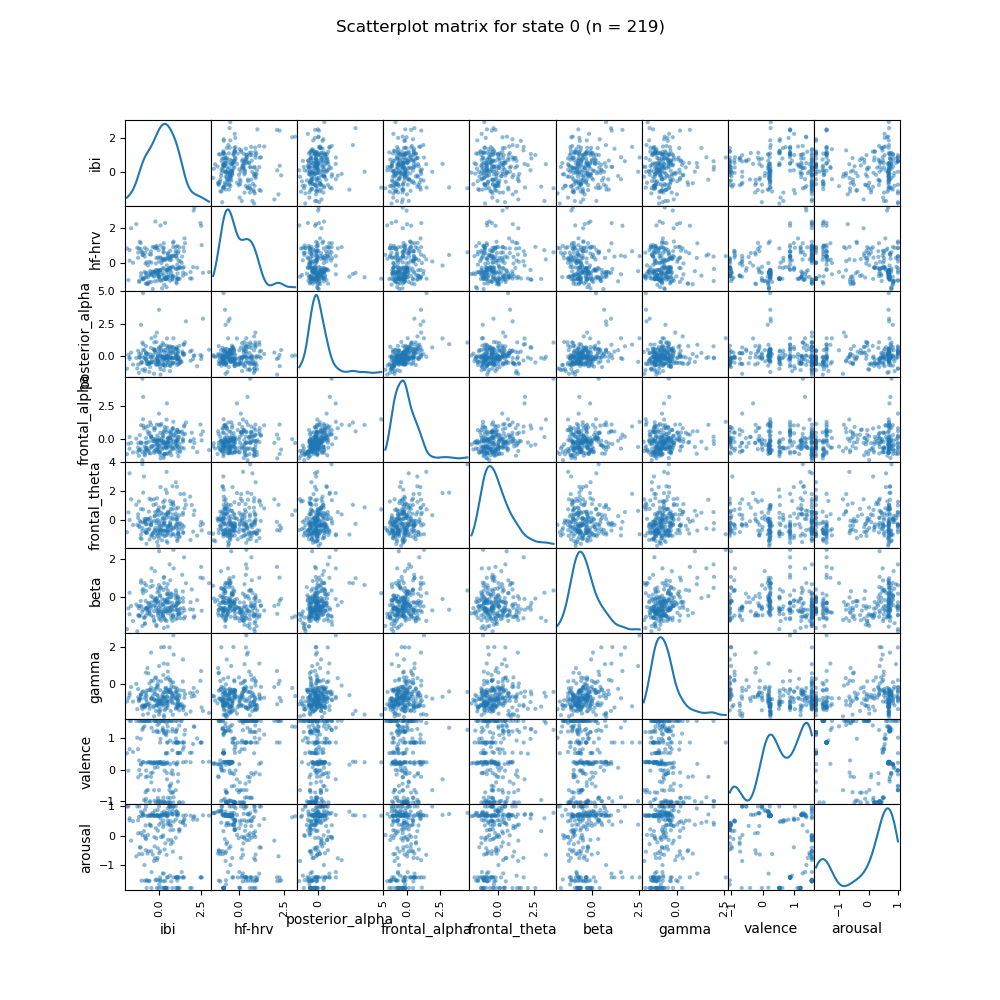 Scatterplot matrix for state 0 (n = 219)
2
0
ibi
2
0
hf-hrv
5.0
2.5
0.0
posterior_alpha
2.5
0.0
frontal_alpha
4
2
0
frontal_theta
2
0
beta
2
0
gamma
1
0
−1
valence
1
0
−1
arousal
0.0 2.5 0.0 2.5 0 5 0.0 2.5 0.0 2.5 0.0 2.5 0.0 2.5 −1 0 1 −1 0 1
ibi hf-hrv posterior_alpha frontal_alpha frontal_theta beta gamma valence arousal